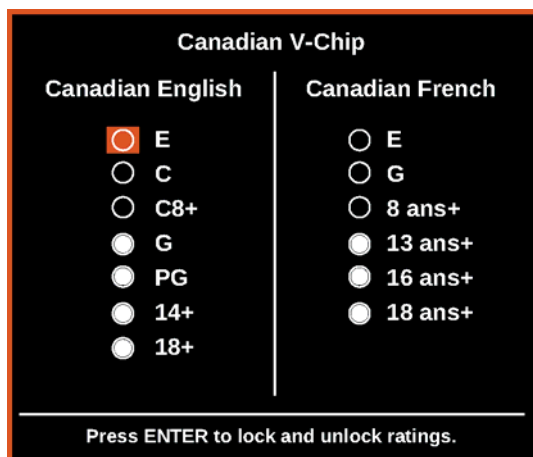 Canadian V-Chip
Canadian English
E
C
C8+
G
PG
14+
18+
Canadian French
E
G
8 ans+
13 ans+
16 ans+
18 ans+
Press ENTER to lock and unlock ratings.